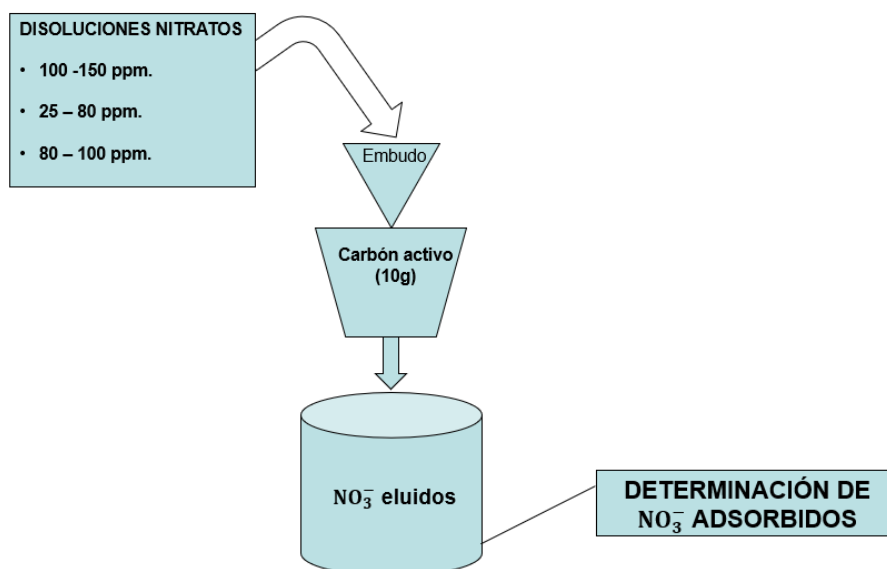 DISOLUCIONES NITRATOS
• 100 -150 ppm.
• 25 – 80 ppm.
• 80 – 100 ppm.
Embudo
Carbón activo
(10g)
NO₃⁻ eluidos
DETERMINACIÓN DE
NO₃⁻ ADSORBIDOS